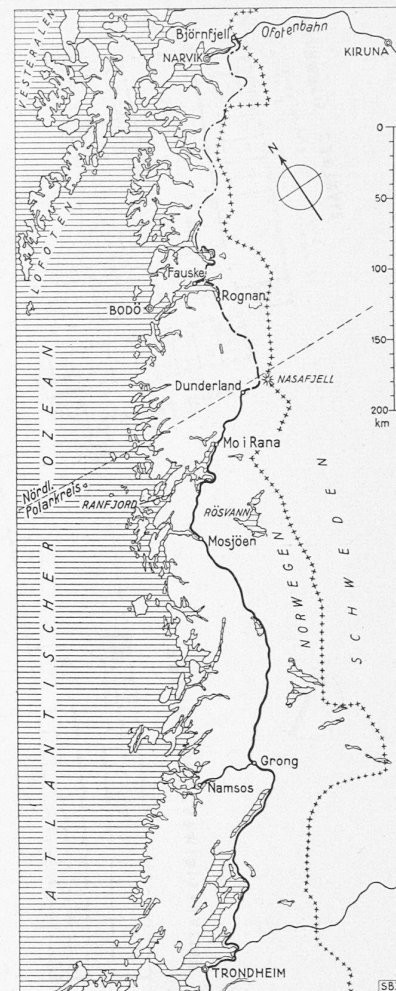 Björnfjell
Ofotenbahn
NARVIK
KIRUNA
VESTERALEN
N
0
50
LOFOTEN
Fauske
100
Rognan
BODÖ
150
NASAFJELL
Dunderland
200
km
Mo i Rana
Nördl.
Polarkreis
RANFJORD
RÖSVANN
Mosjöen
NORWEGEN
SCHWEDEN
ATLANTISCHER OZEAN
Grong
Namsos
TRONDHEIM